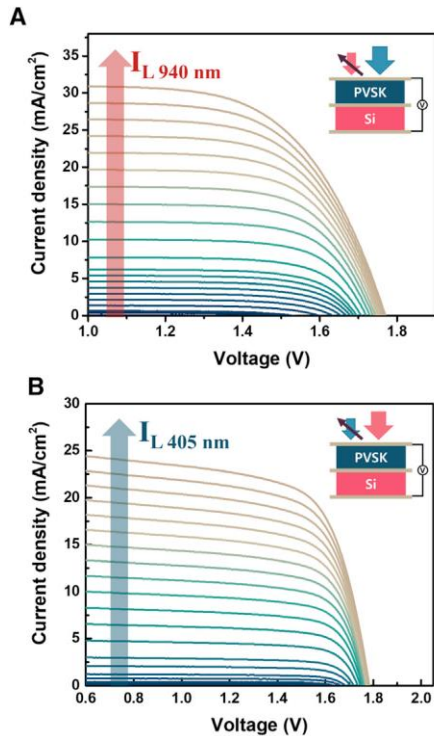 A
35
30
25
20
15
10
5
0
Current density (mA/cm²)
I_L 940 nm
PVSK
Si
V
1.0 1.2 1.4 1.6 1.8
Voltage (V)
B
30
25
20
15
10
5
0
Current density (mA/cm²)
I_L 405 nm
PVSK
Si
V
0.6 0.8 1.0 1.2 1.4 1.6 1.8 2.0
Voltage (V)